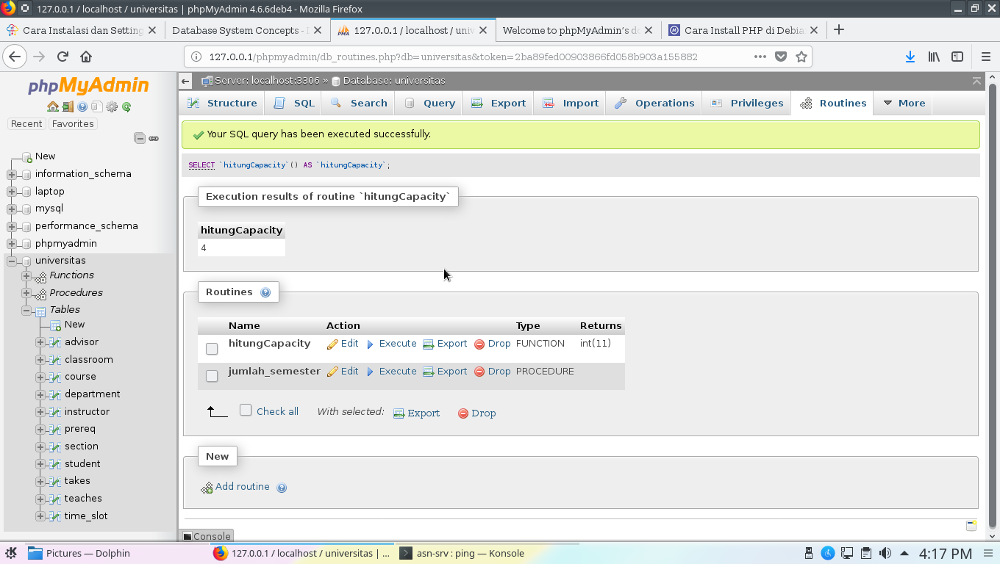 127.0.0.1 / localhost / universitas | phpMyAdmin 4.6.6deb4 - Mozilla Firefox
Cara Instalasi dan Setting
Database System Concepts -
127.0.0.1 / localhost / univ
Welcome to phpMyAdmin's d
Cara Install PHP di Debia
127.0.0.1/phpmyadmin/db_routines.php?db=universitas&token=2ba89fed00903866fd058b903a155882
phpMyAdmin
Recent
Favorites
New
information_schema
laptop
mysql
performance_schema
phpmyadmin
universitas
Functions
Procedures
Tables
New
advisor
classroom
course
department
instructor
prereq
section
student
takes
teaches
time_slot
Server: localhost:3306 » Database: universitas
Structure SQL Search Query Export Import Operations Privileges Routines More
Your SQL query has been executed successfully.
SELECT `hitungCapacity`() AS `hitungCapacity`;
Execution results of routine `hitungCapacity`
hitungCapacity
4
Routines
Name Action Type Returns
hitungCapacity Edit Execute Export Drop FUNCTION int(11)
jumlah_semester Edit Execute Export Drop PROCEDURE
Check all With selected: Export Drop
New
Add routine
Console
Pictures — Dolphin
127.0.0.1 / localhost / universitas | ...
asn-srv : ping — Konsole
4:17 PM